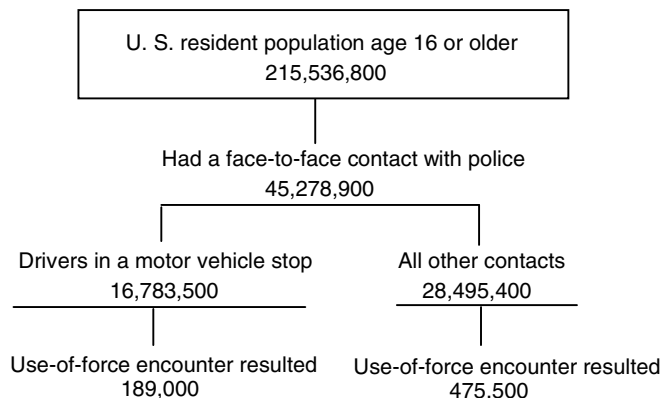 U. S. resident population age 16 or older
215,536,800
Had a face-to-face contact with police
45,278,900
Drivers in a motor vehicle stop
16,783,500
All other contacts
28,495,400
Use-of-force encounter resulted
189,000
Use-of-force encounter resulted
475,500